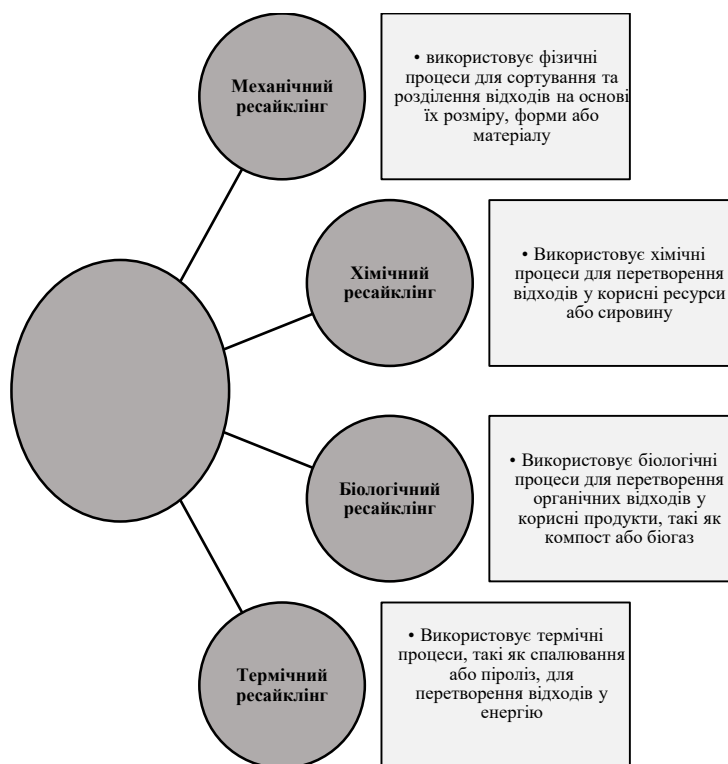 Механічний
ресайклінг
• використовує фізичні
процеси для сортування та
розділення відходів на основі
їх розміру, форми або
матеріалу
Хімічний
ресайклінг
• Використовує хімічні
процеси для перетворення
відходів у корисні ресурси
або сировину
Біологічний
ресайклінг
• Використовує біологічні
процеси для перетворення
органічних відходів у
корисні продукти, такі як
компост або біогаз
Термічний
ресайклінг
• Використовує термічні
процеси, такі як спалювання
або піроліз, для
перетворення відходів у
енергію